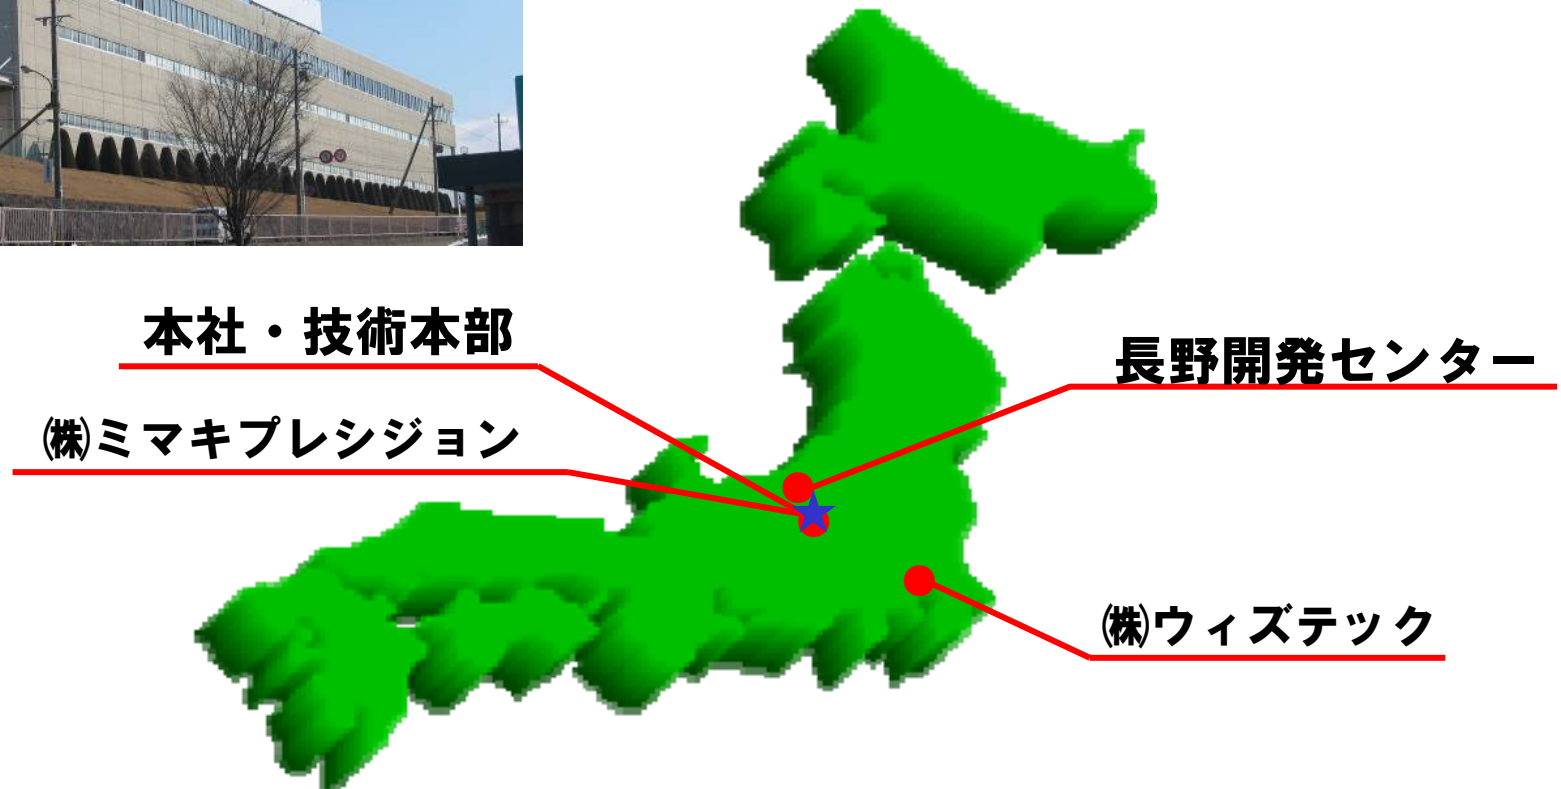 本社・技術本部
長野開発センター
㈱ミマキプレシジョン
㈱ウィズテック